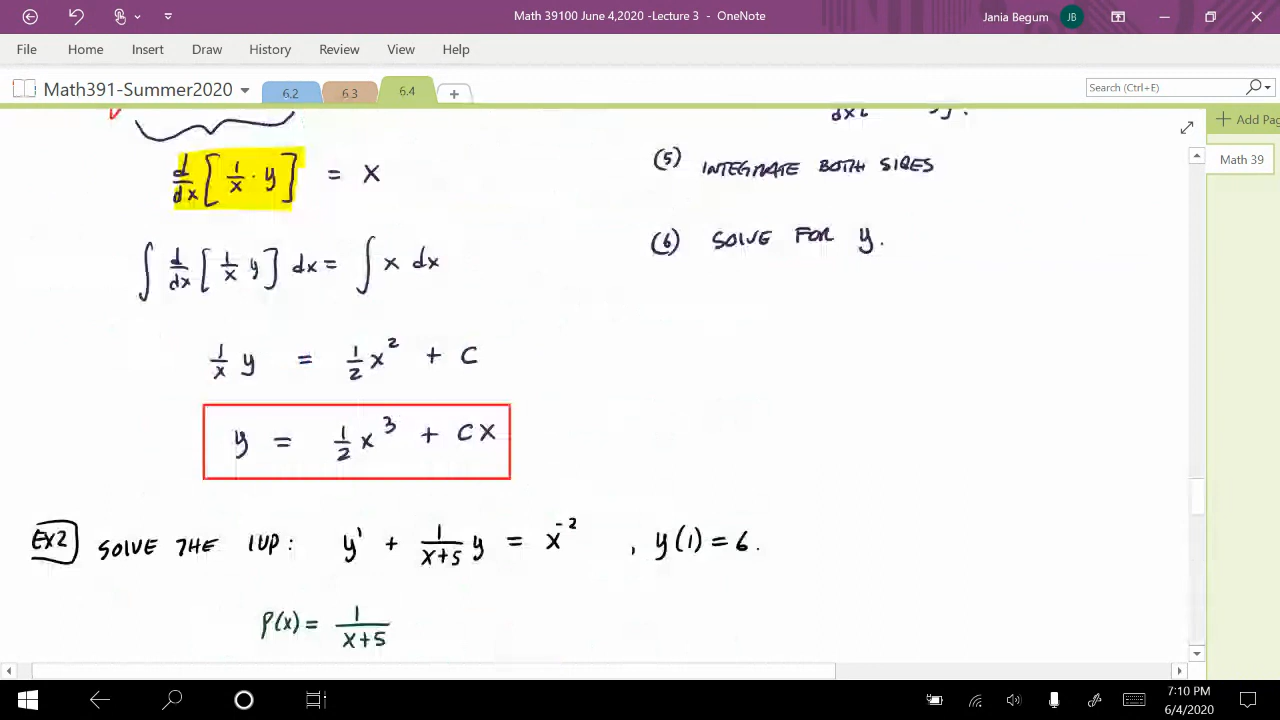 Math 39100 June 4,2020 -Lecture 3 - OneNote
Jania Begum JB
File Home Insert Draw History Review View Help
Math391-Summer2020 6.2 6.3 6.4 +
Search (Ctrl+E)
Add Pag
Math 39
d/dx [ 1/x · y ] = x
(5) INTEGRATE BOTH SIDES
∫ d/dx [ 1/x y ] dx = ∫ x dx
(6) SOLVE FOR y.
1/x y = 1/2 x² + C
y = 1/2 x³ + CX
EX2 SOLVE THE IVP: y' + 1/(x+5) y = x⁻² , y(1) = 6.
P(x) = 1/(x+5)
7:10 PM
6/4/2020